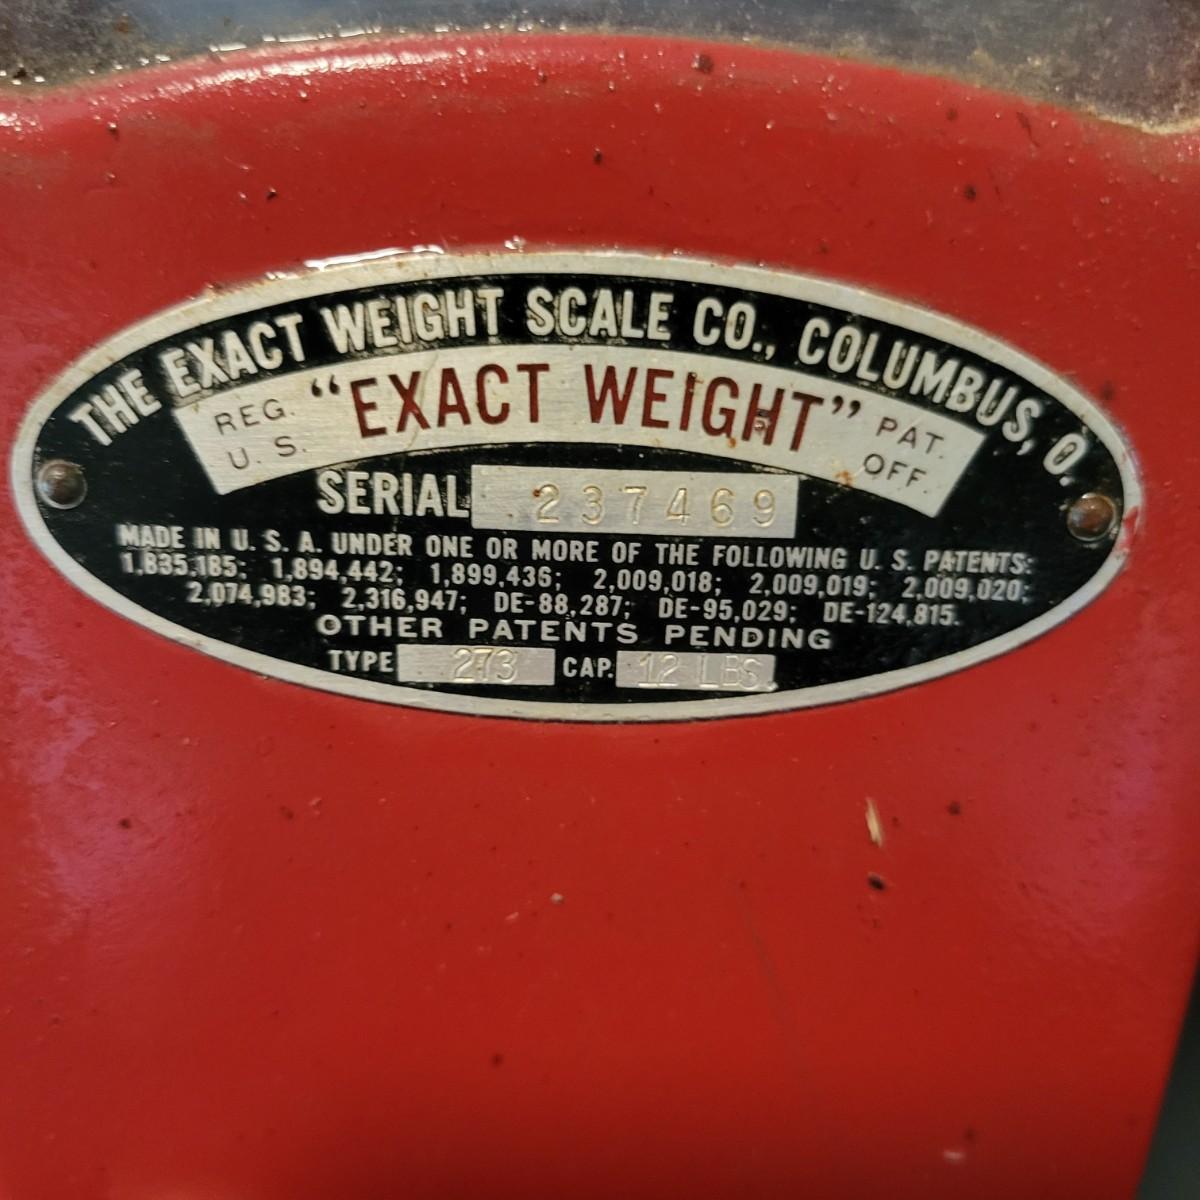 THE EXACT WEIGHT SCALE CO., COLUMBUS, O.
REG. U. S. "EXACT WEIGHT" PAT. OFF.
SERIAL 237469
MADE IN U. S. A. UNDER ONE OR MORE OF THE FOLLOWING U. S. PATENTS:
1,835,185; 1,894,442; 1,899,436; 2,009,018; 2,009,019; 2,009,020;
2,074,983; 2,316,947; DE-88,287; DE-95,029; DE-124,815.
OTHER PATENTS PENDING
TYPE 273 CAP. 12 LBS.